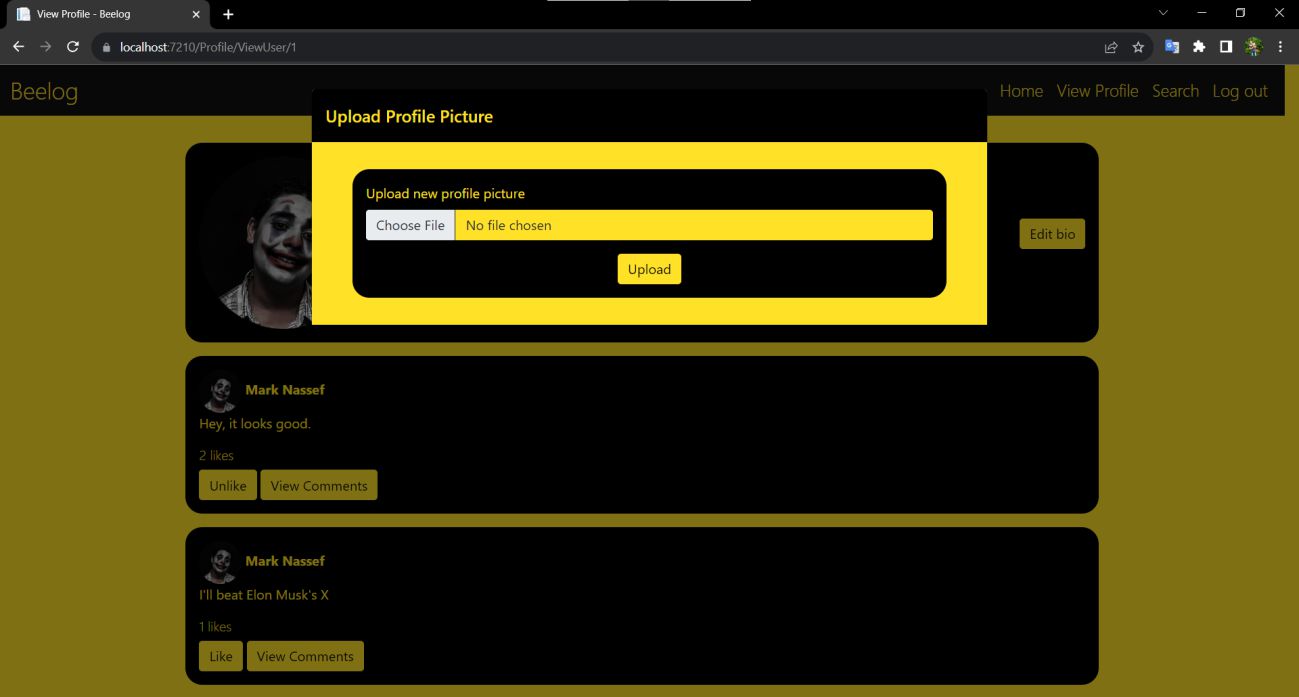 View Profile - Beelog
localhost:7210/Profile/ViewUser/1
Beelog
Home View Profile Search Log out
Upload Profile Picture
Upload new profile picture
Choose File No file chosen
Upload
Edit bio
Mark Nassef
Hey, it looks good.
2 likes
Unlike View Comments
Mark Nassef
I'll beat Elon Musk's X
1 likes
Like View Comments